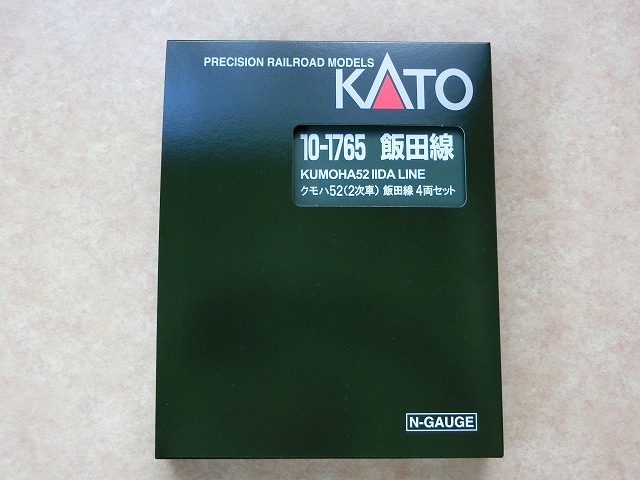 PRECISION RAILROAD MODELS
KATO
10-1765 飯田線
KUMOHA52 IIDA LINE
クモハ52(2次車) 飯田線 4両セット
N-GAUGE